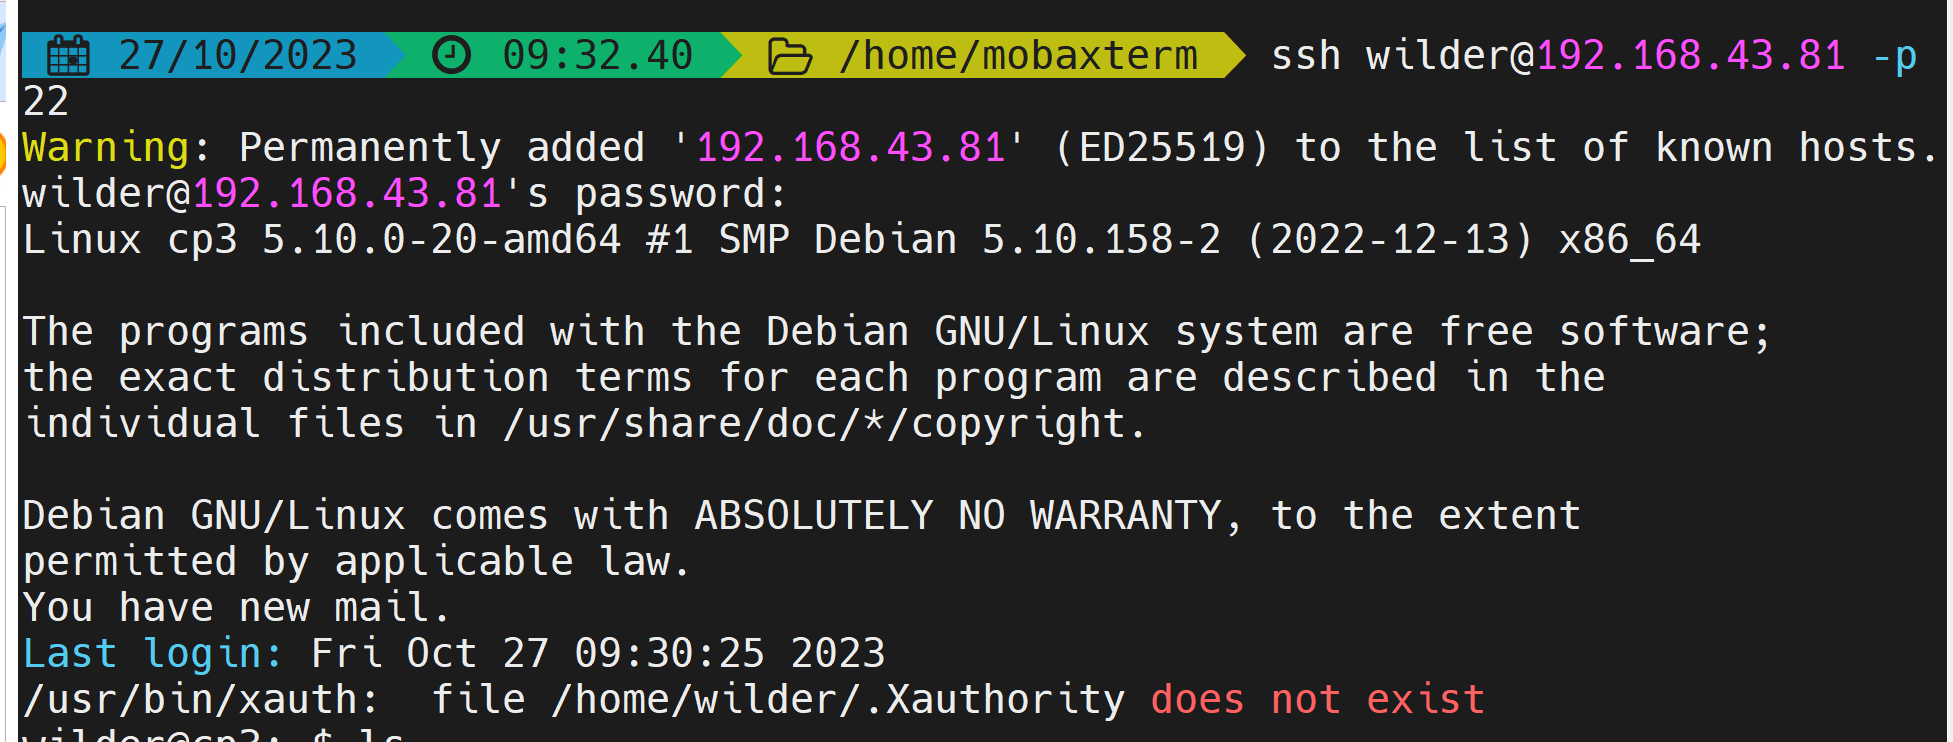 27/10/2023 09:32.40 /home/mobaxterm ssh wilder@192.168.43.81 -p
22
Warning: Permanently added '192.168.43.81' (ED25519) to the list of known hosts.
wilder@192.168.43.81's password:
Linux cp3 5.10.0-20-amd64 #1 SMP Debian 5.10.158-2 (2022-12-13) x86_64

The programs included with the Debian GNU/Linux system are free software;
the exact distribution terms for each program are described in the
individual files in /usr/share/doc/*/copyright.

Debian GNU/Linux comes with ABSOLUTELY NO WARRANTY, to the extent
permitted by applicable law.
You have new mail.
Last login: Fri Oct 27 09:30:25 2023
/usr/bin/xauth:  file /home/wilder/.Xauthority does not exist
wilder@cp3: $ ls